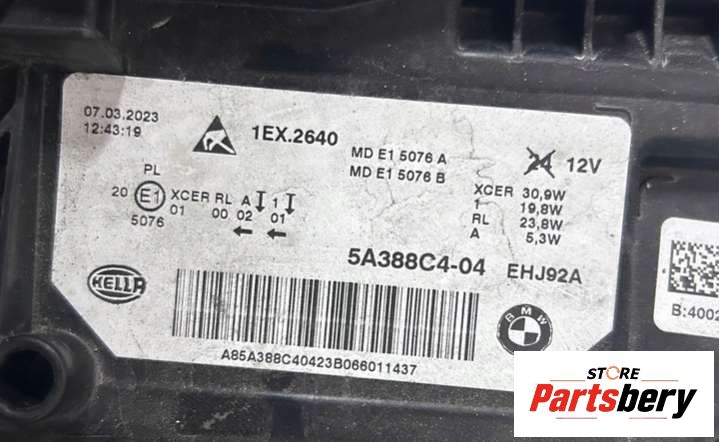 07.03.2023
12:43:19
1EX.2640
MD E1 5076 A
MD E1 5076 B
24 12V
PL
20 E1 XCER RL A 1
01 00 02 01
5076
XCER 30,9W
1 19,8W
RL 23,8W
A 5,3W
5A388C4-04 EHJ92A
HELLA
BMW
A85A388C40423B066011437
B:4002
STORE
Partsbery